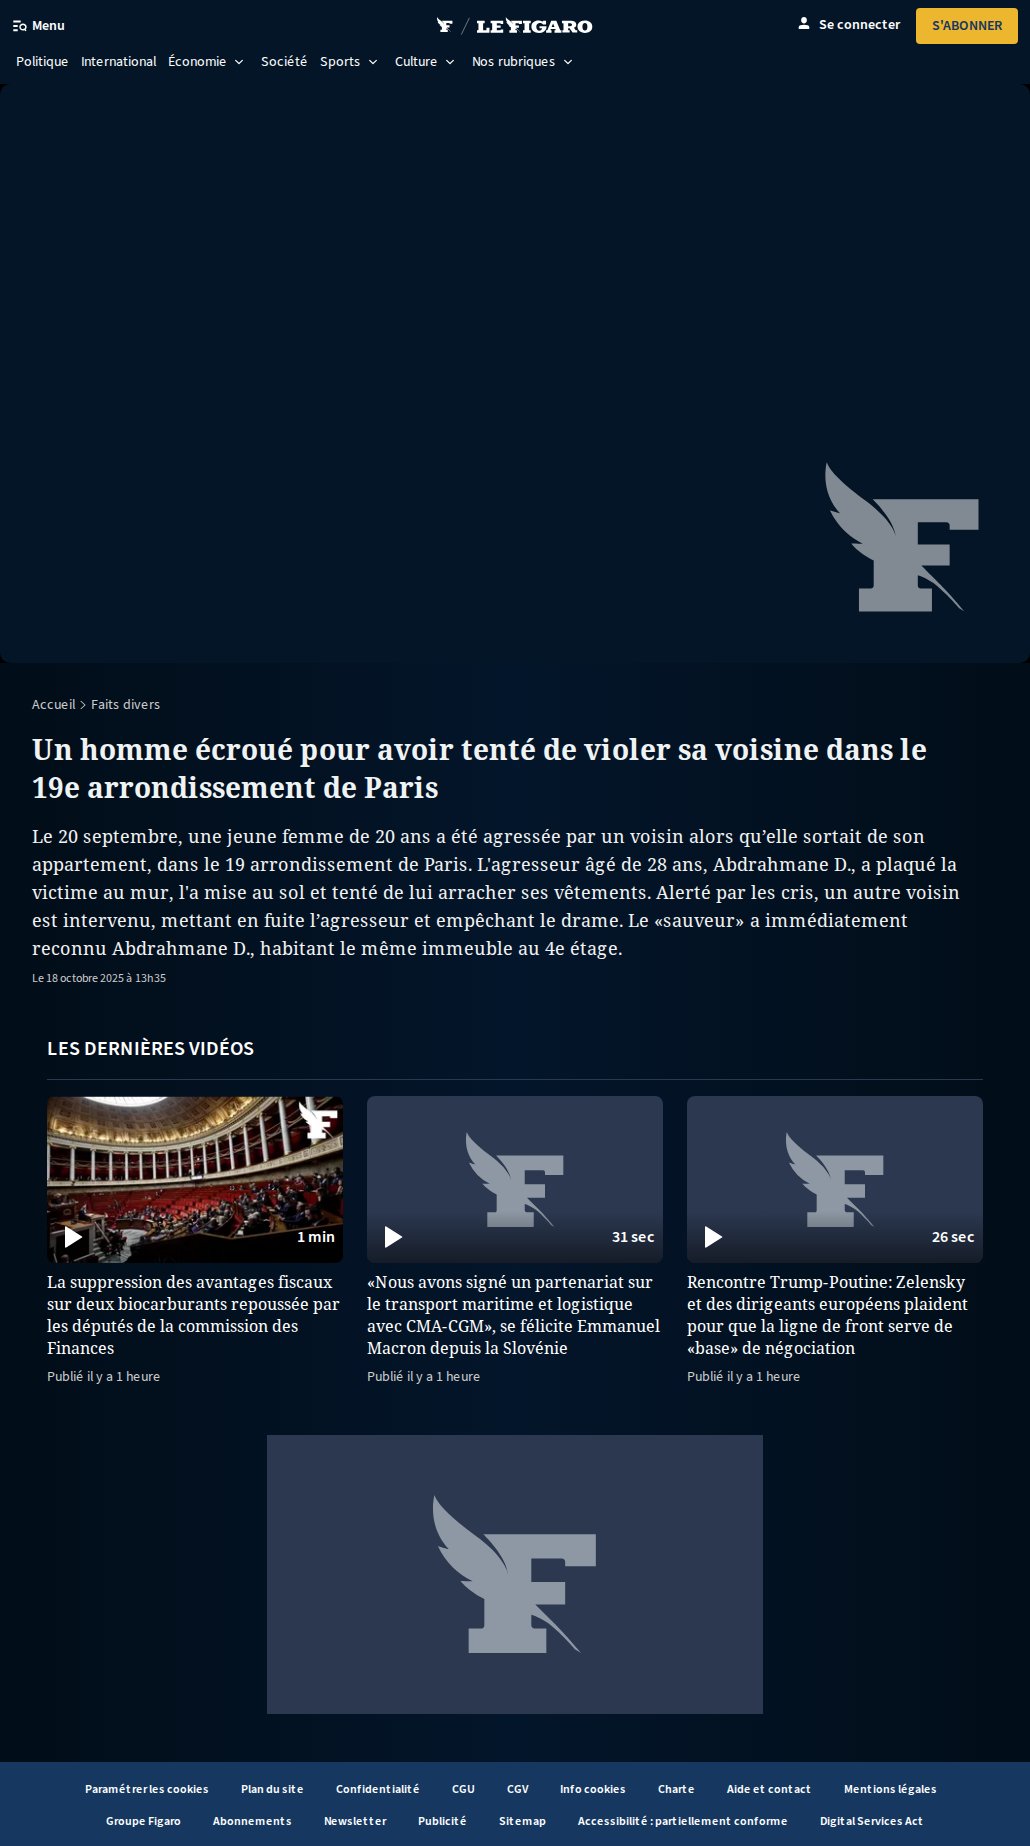 Menu
LE FIGARO
Se connecter
S'ABONNER
Politique International Économie Société Sports Culture Nos rubriques
Accueil > Faits divers
Un homme écroué pour avoir tenté de violer sa voisine dans le
19e arrondissement de Paris
Le 20 septembre, une jeune femme de 20 ans a été agressée par un voisin alors qu’elle sortait de son
appartement, dans le 19 arrondissement de Paris. L'agresseur âgé de 28 ans, Abdrahmane D., a plaqué la
victime au mur, l'a mise au sol et tenté de lui arracher ses vêtements. Alerté par les cris, un autre voisin
est intervenu, mettant en fuite l’agresseur et empêchant le drame. Le «sauveur» a immédiatement
reconnu Abdrahmane D., habitant le même immeuble au 4e étage.
Le 18 octobre 2025 à 13h35
LES DERNIÈRES VIDÉOS
1 min
La suppression des avantages fiscaux
sur deux biocarburants repoussée par
les députés de la commission des
Finances
Publié il y a 1 heure
31 sec
«Nous avons signé un partenariat sur
le transport maritime et logistique
avec CMA-CGM», se félicite Emmanuel
Macron depuis la Slovénie
Publié il y a 1 heure
26 sec
Rencontre Trump-Poutine: Zelensky
et des dirigeants européens plaident
pour que la ligne de front serve de
«base» de négociation
Publié il y a 1 heure
Paramétrer les cookies Plan du site Confidentialité CGU CGV Info cookies Charte Aide et contact Mentions légales
Groupe Figaro Abonnements Newsletter Publicité Sitemap Accessibilité : partiellement conforme Digital Services Act